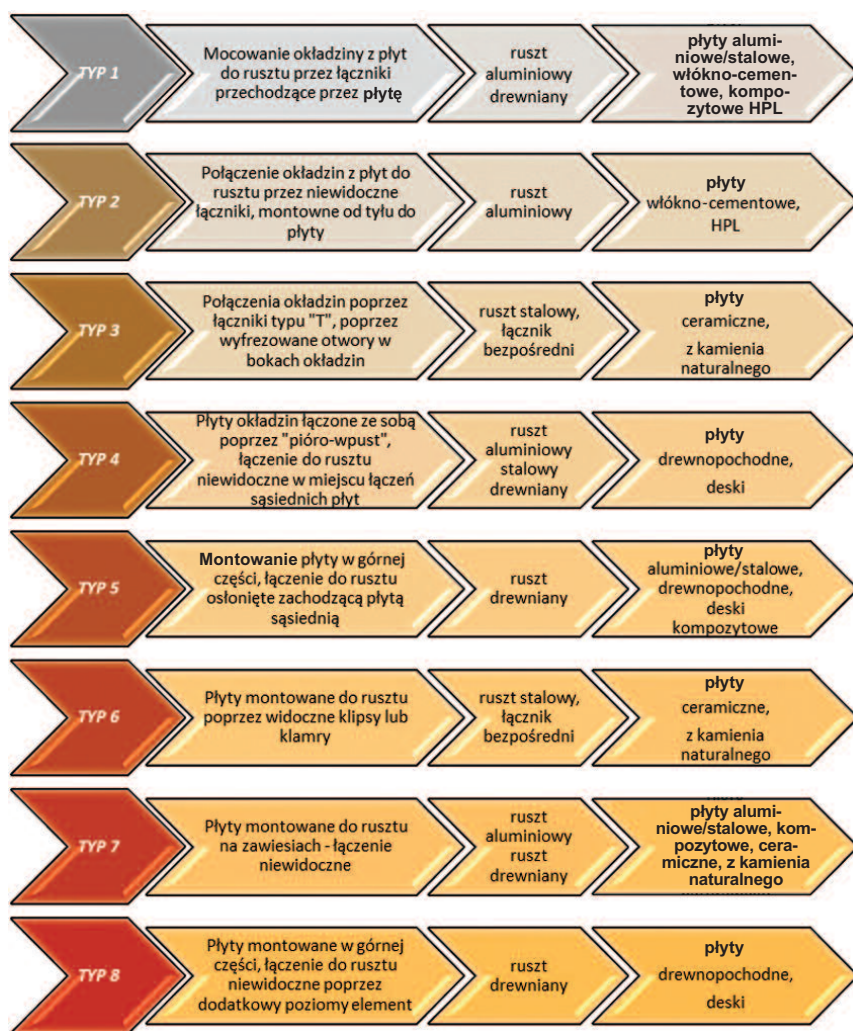 TYP 1
Mocowanie okładziny z płyt
do rusztu przez łączniki
przechodzące przez płytę
ruszt
aluminiowy
drewniany
płyty alumi-
niowe/stalowe,
włókno-cemen-
towe, kompo-
zytowe HPL
TYP 2
Połączenie okładzin z płyt do
rusztu przez niewidoczne
łączniki, montowne od tyłu do
płyty
ruszt
aluminiowy
płyty
włókno-cementowe,
HPL
TYP 3
Połączenia okładzin poprzez
łączniki typu "T", poprzez
wyfrezowane otwory w
bokach okładzin
ruszt stalowy,
łącznik
bezpośredni
płyty
ceramiczne,
z kamienia
naturalnego
TYP 4
Płyty okładzin łączone ze sobą
poprzez "pióro-wpust",
łączenie do rusztu
niewidoczne w miejscu łączeń
sąsiednich płyt
ruszt
aluminiowy
stalowy
drewniany
płyty
drewnopochodne,
deski
TYP 5
Montowanie płyty w górnej
części, łączenie do rusztu
osłonięte zachodzącą płytą
sąsiednią
ruszt
drewniany
płyty
aluminiowe/stalowe,
drewnopochodne,
deski
kompozytowe
TYP 6
Płyty montowane do rusztu
poprzez widoczne klipsy lub
klamry
ruszt stalowy,
łącznik
bezpośredni
płyty
ceramiczne,
z kamienia
naturalnego
TYP 7
Płyty montowane do rusztu
na zawiesiach - łączenie
niewidoczne
ruszt
aluminiowy
ruszt
drewniany
płyty alumi-
niowe/stalowe, kom-
pozytowe, cera-
miczne, z kamienia
naturalnego
TYP 8
Płyty montowane w górnej
części, łączenie do rusztu
niewidoczne poprzez
dodatkowy poziomy element
ruszt
drewniany
płyty
drewnopochodne,
deski